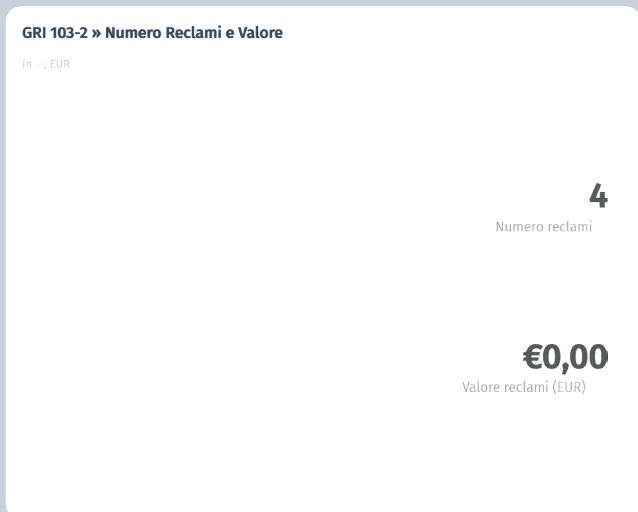 GRI 103-2 » Numero Reclami e Valore
in --, EUR
4
Numero reclami
€0,00
Valore reclami (EUR)